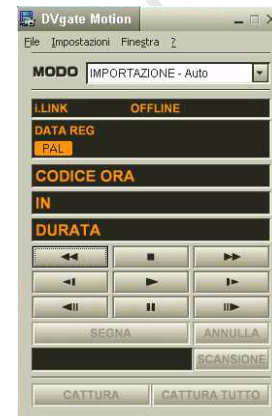 DVgate Motion
File Impostazioni Finestra ?
MODO IMPORTAZIONE - Auto
i.LINK OFFLINE
DATA REG
PAL
CODICE ORA
IN
DURATA
SEGNA ANNULLA
SCANSIONE
CATTURA CATTURA TUTTO